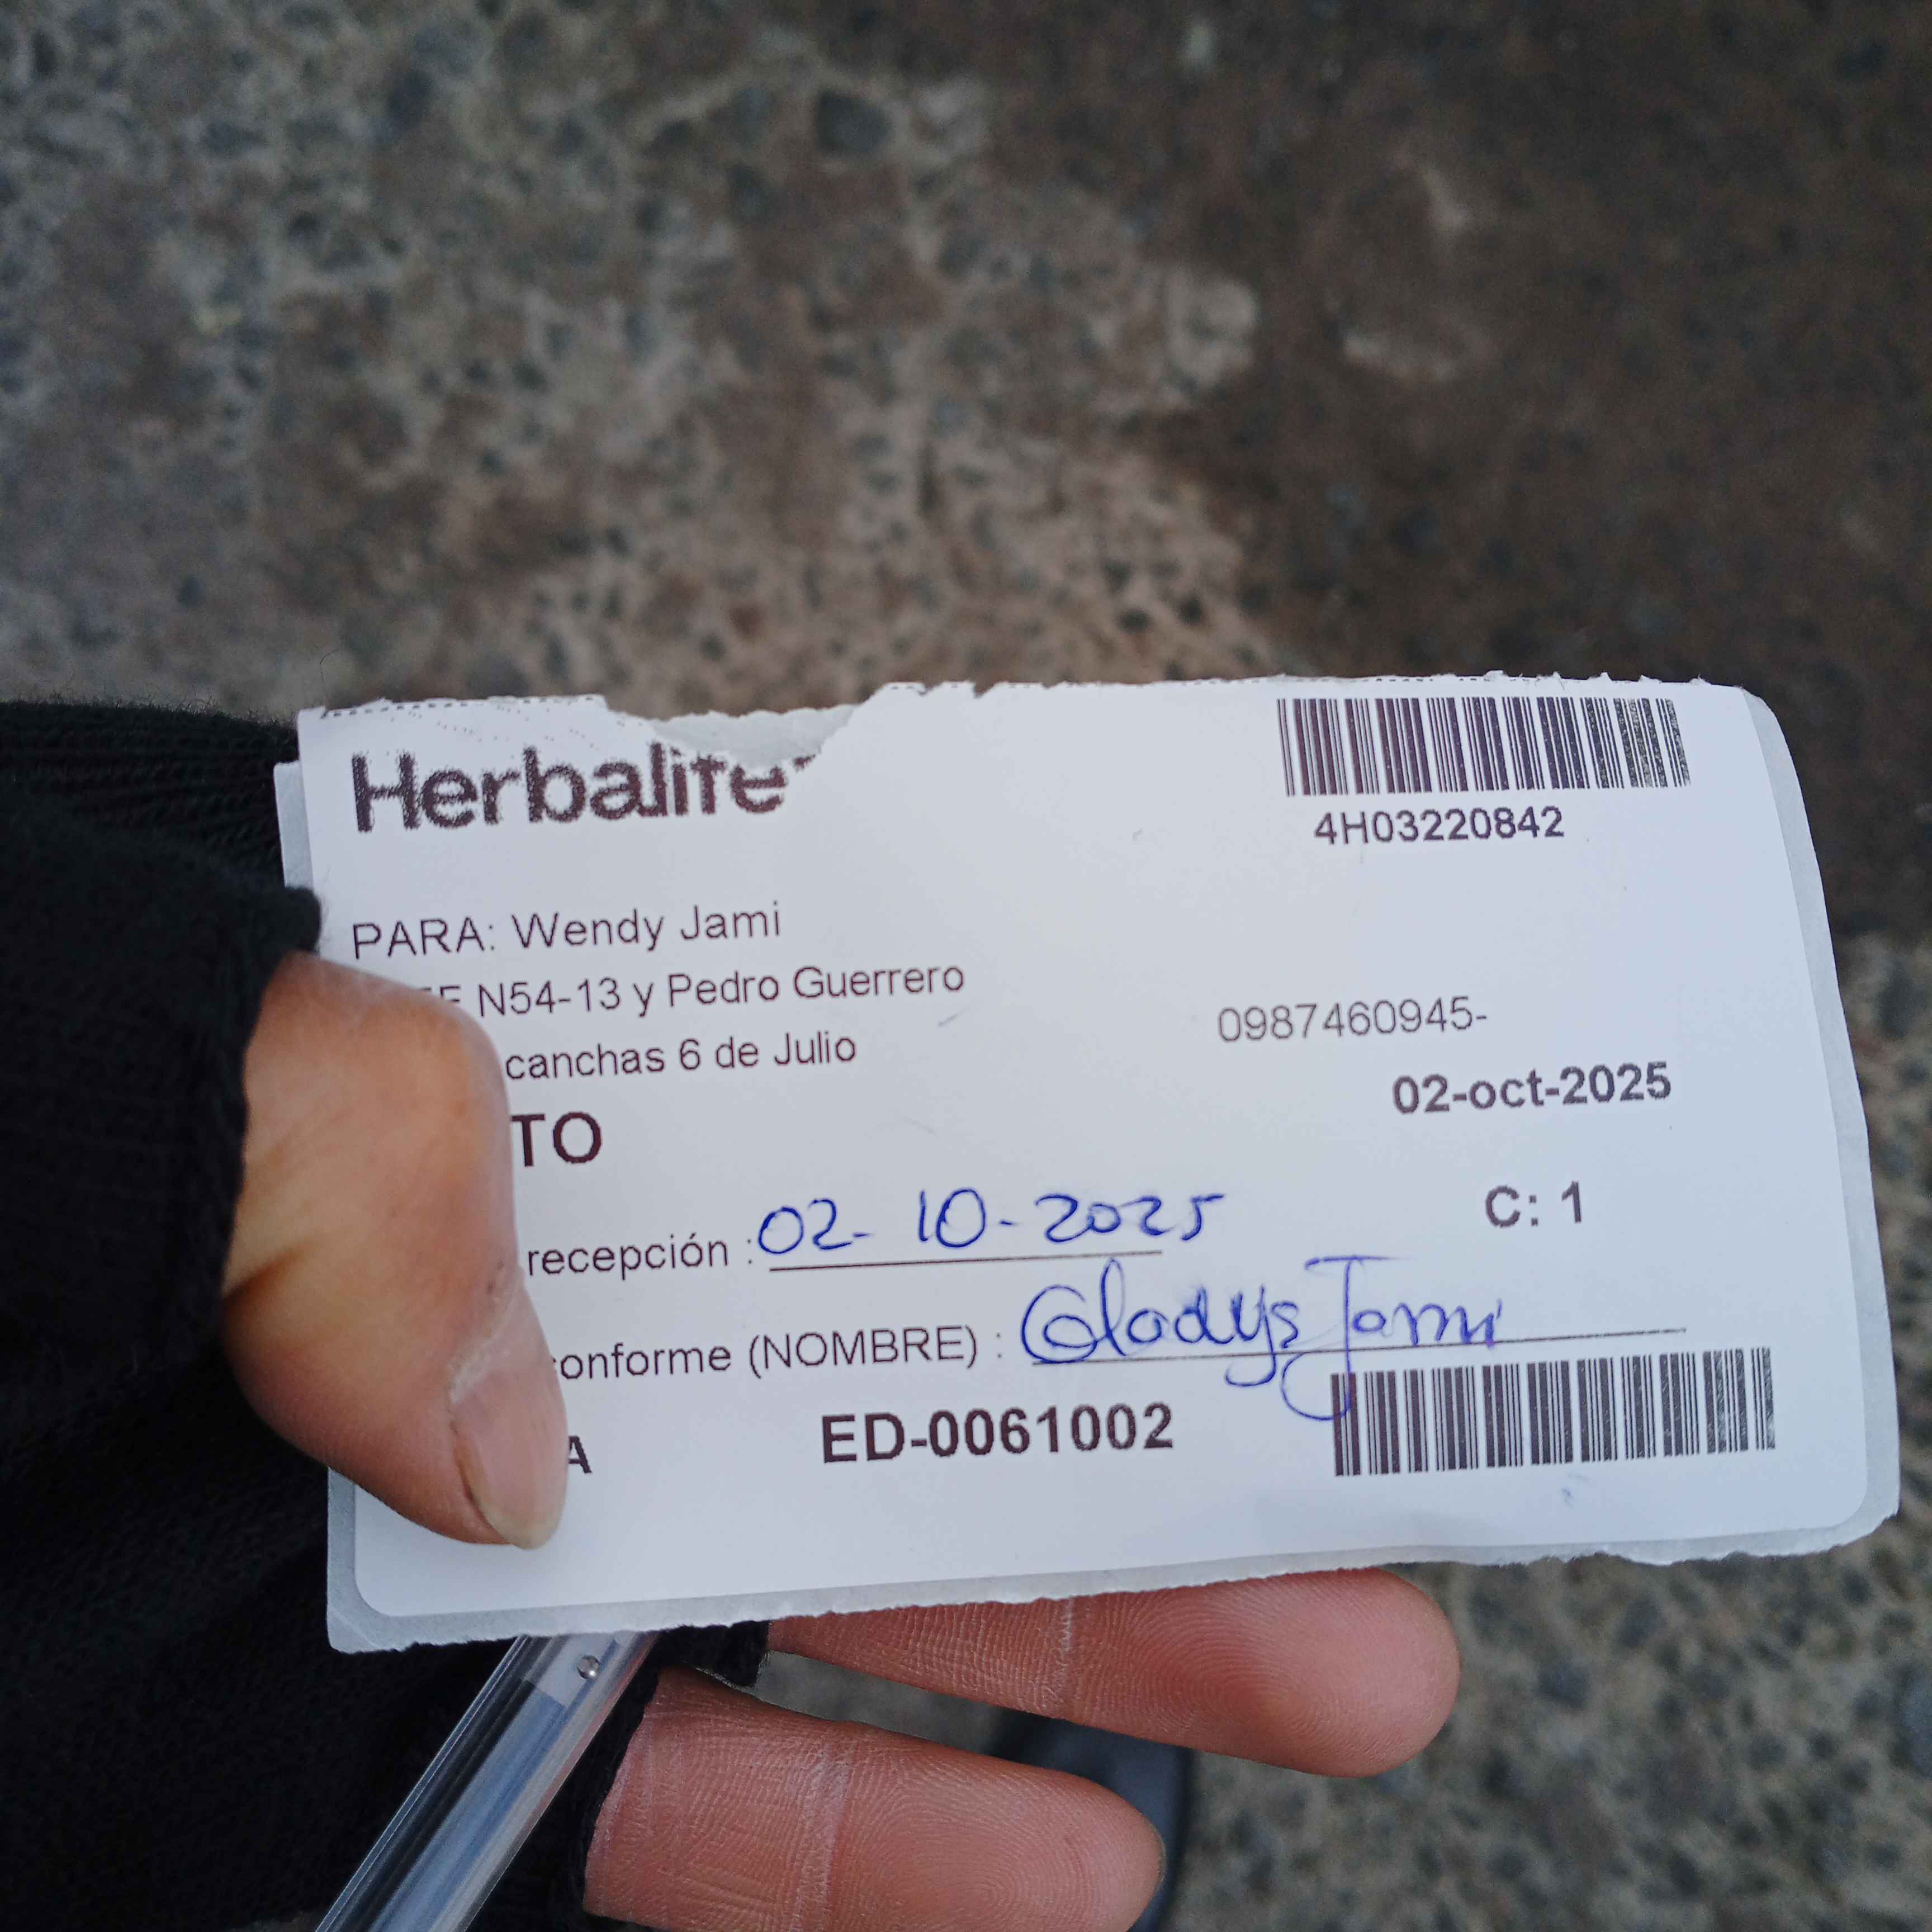 Herbalife
4H03220842
PARA: Wendy Jami
N54-13 y Pedro Guerrero
canchas 6 de Julio
0987460945-
02-oct-2025
TO
C: 1
recepción : 02-10-2025
onforme (NOMBRE) : Gladys Jami
A ED-0061002